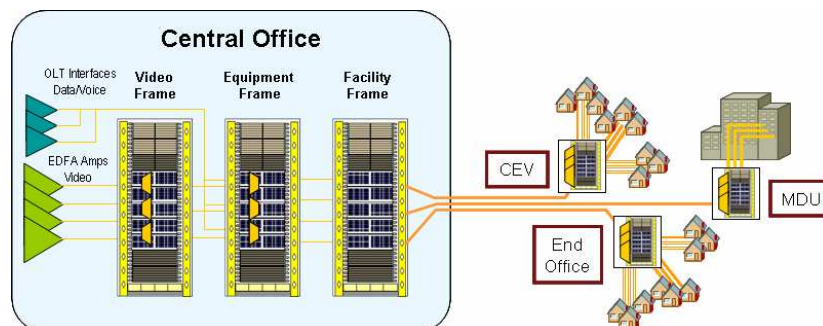 Central Office
OLT Interfaces
Data/Voice
Video
Frame
Equipment
Frame
Facility
Frame
EDFA Amps
Video
CEV
MDU
End
Office